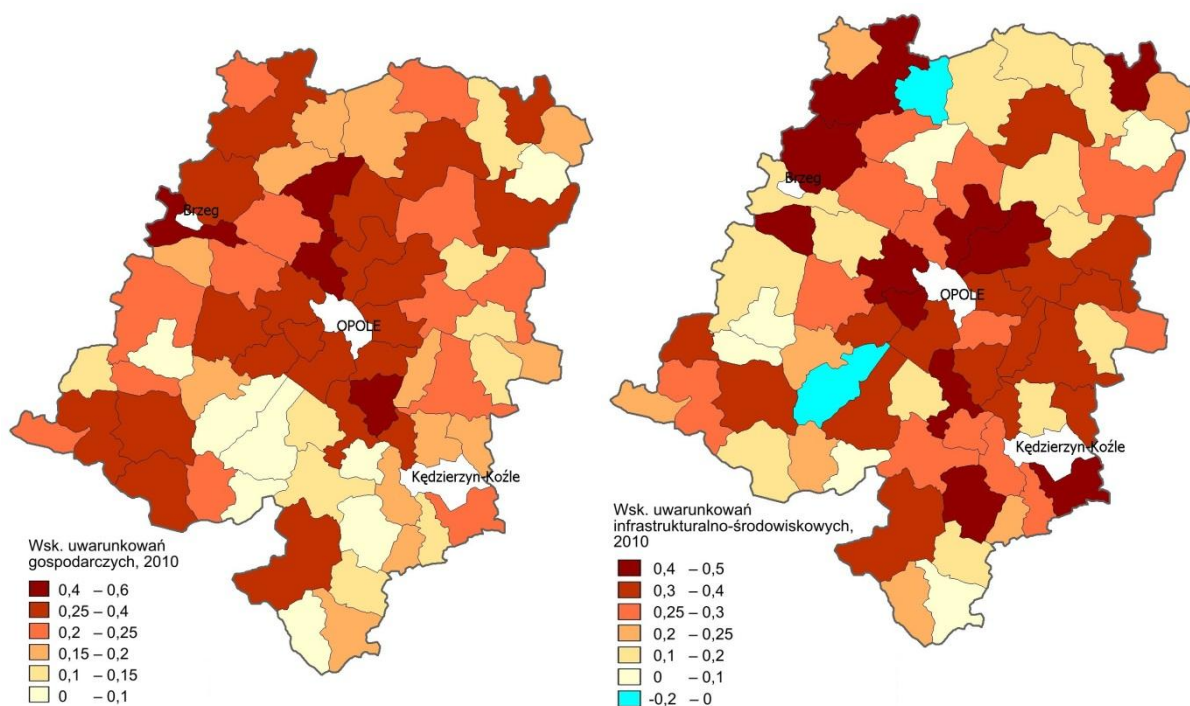 Brzeg
OPOLE
Kędzierzyn-Koźle
Wsk. uwarunkowań
gospodarczych, 2010
0,4 – 0,6
0,25 – 0,4
0,2 – 0,25
0,15 – 0,2
0,1 – 0,15
0 – 0,1
Brzeg
OPOLE
Kędzierzyn-Koźle
Wsk. uwarunkowań
infrastrukturalno-środowiskowych,
2010
0,4 – 0,5
0,3 – 0,4
0,25 – 0,3
0,2 – 0,25
0,1 – 0,2
0 – 0,1
-0,2 – 0